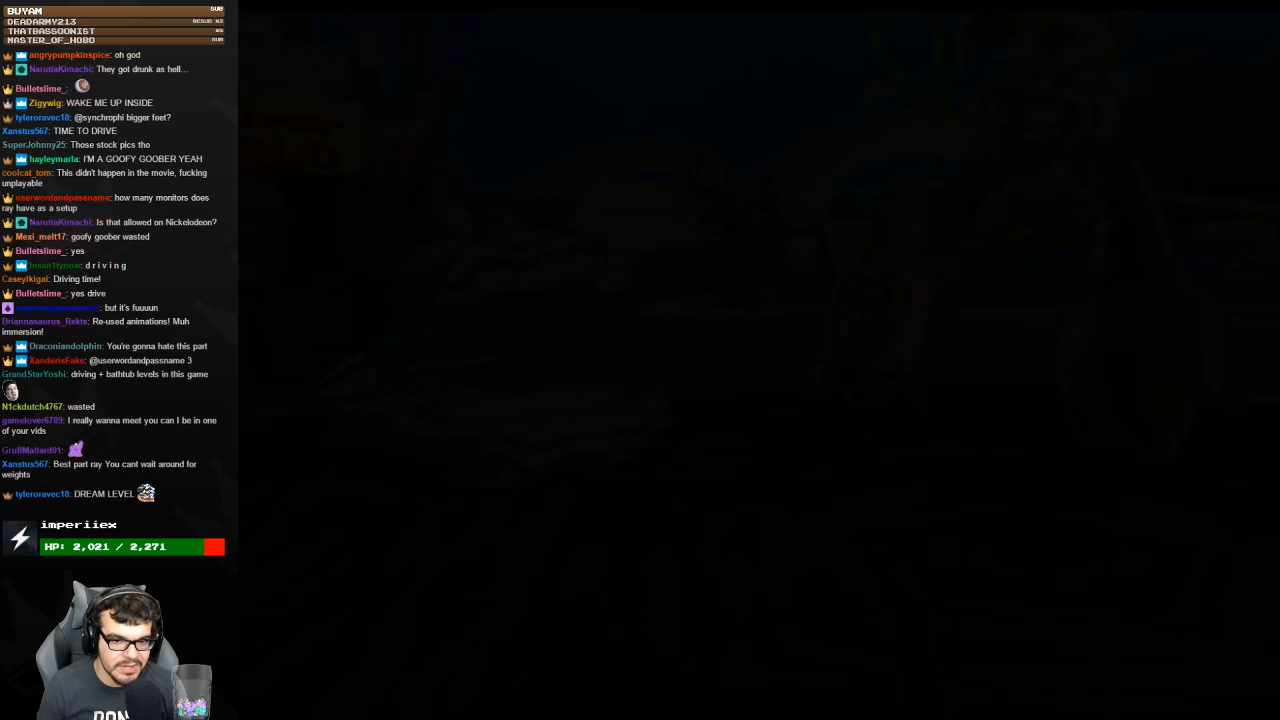 BUYAM SUB
DEADARMY213 RESUB X3
THATBASSOONIST
MASTER_OF_HOBO SUB
angrypumpkinspice: oh god
NarutiaKimachi: They got drunk as hell...
Bulletslime_:
Zigywig: WAKE ME UP INSIDE
tyleroravec18: @synchrophi bigger feet?
Xanstus567: TIME TO DRIVE
SuperJohnny25: Those stock pics tho
hayleymarla: I'M A GOOFY GOOBER YEAH
coolcat_tom: This didn't happen in the movie, fucking
unplayable
userwordandpassname: how many monitors does
ray have as a setup
NarutiaKimachi: Is that allowed on Nickelodeon?
Mexi_melt17: goofy goober wasted
Bulletslime_: yes
: d r i v i n g
CaseyIkigai: Driving time!
Bulletslime_: yes drive
: but it's fuuuun
Briannasaurus_Rekts: Re-used animations! Muh
immersion!
Draconiandolphin: You're gonna hate this part
XanderisFake: @userwordandpassname 3
GrandStarYoshi: driving + bathtub levels in this game
N1ckdutch4767: wasted
gamelover6789: I really wanna meet you can I be in one
of your vids
GruffMallard01:
Xanstus567: Best part ray You cant wait around for
weights
tyleroravec18: DREAM LEVEL
imperiiex
HP: 2,021 / 2,271